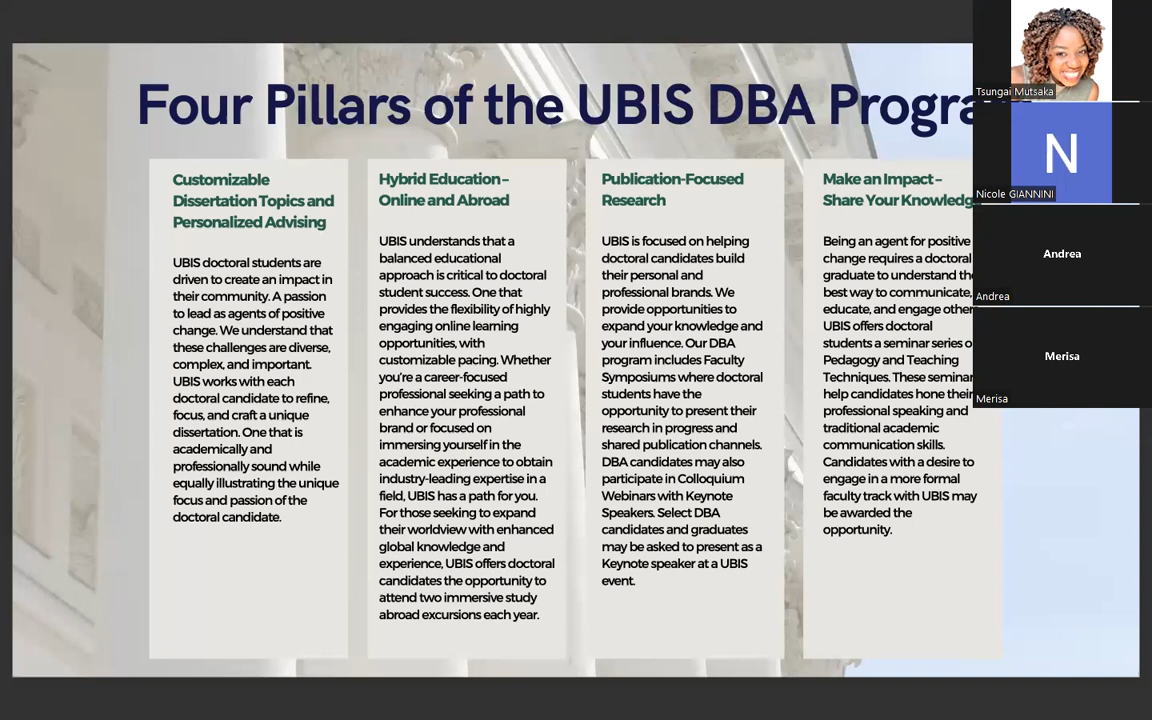 Four Pillars of the UBIS DBA
Customizable
Dissertation Topics and
Personalized Advising
UBIS doctoral students are
driven to create an impact in
their community. A passion
to lead as agents of positive
change. We understand that
these challenges are diverse,
complex, and important.
UBIS works with each
doctoral candidate to refine,
focus, and craft a unique
dissertation. One that is
academically and
professionally sound while
equally illustrating the unique
focus and passion of the
doctoral candidate.
Hybrid Education –
Online and Abroad
UBIS understands that a
balanced educational
approach is critical to doctoral
student success. One that
provides the flexibility of highly
engaging online learning
opportunities, with
customizable pacing. Whether
you're a career-focused
professional seeking a path to
enhance your professional
brand or focused on
immersing yourself in the
academic experience to obtain
industry-leading expertise in a
field, UBIS has a path for you.
For those seeking to expand
their worldview with enhanced
global knowledge and
experience, UBIS offers doctoral
candidates the opportunity to
attend two immersive study
abroad excursions each year.
Publication-Focused
Research
UBIS is focused on helping
doctoral candidates build
their personal and
professional brands. We
provide opportunities to
expand your knowledge and
your influence. Our DBA
program includes Faculty
Symposiums where doctoral
students have the
opportunity to present their
research in progress and
shared publication channels.
DBA candidates may also
participate in Colloquium
Webinars with Keynote
Speakers. Select DBA
candidates and graduates
may be asked to present as a
Keynote speaker at a UBIS
event.
Make an Impact –
Share Your
Being an agent for positive
change requires a doctoral
graduate to understand the
best way to communicate,
educate, and engage
UBIS offers doctoral
students a seminar series
Pedagogy and Teaching
Techniques. These
help candidates hone their
professional speaking and
traditional academic
communication skills.
Candidates with a desire to
engage in a more formal
faculty track with UBIS may
be awarded the
opportunity.
Tsungai Mutsaka
N
Nicole GIANNINI
Andrea
Andrea
Merisa
Merisa